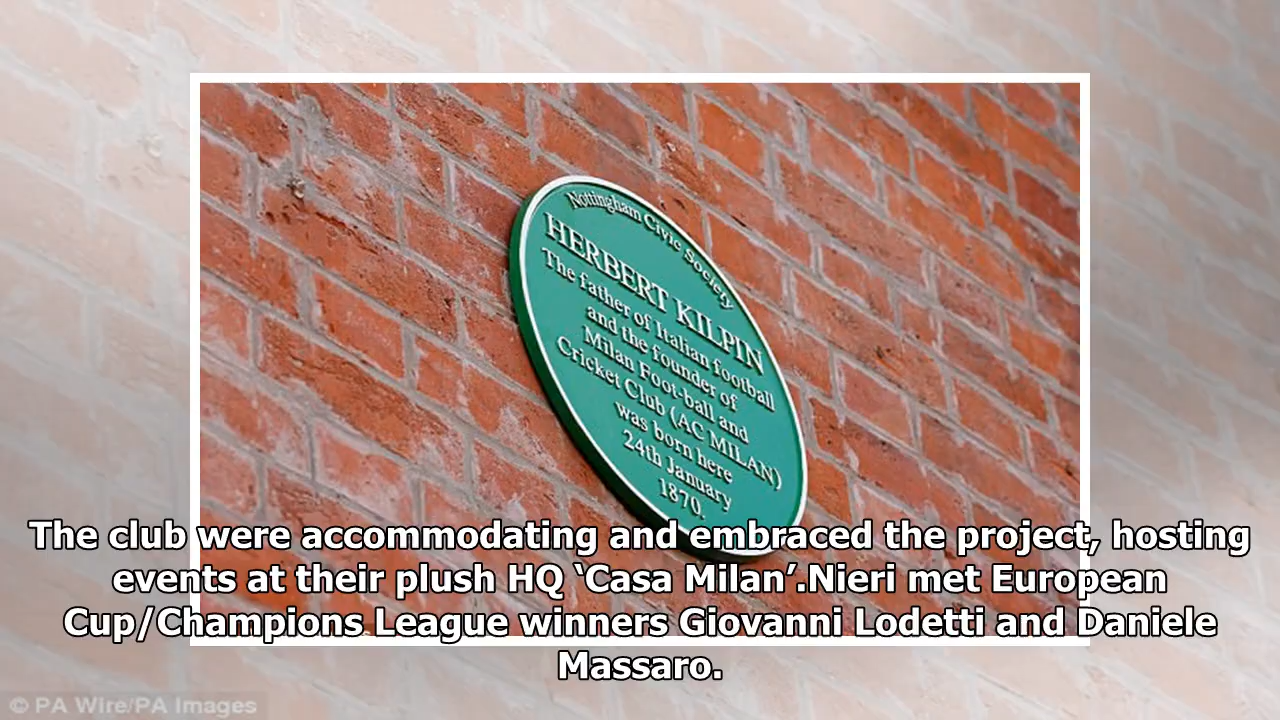 Nottingham Civic Society
HERBERT KILPIN
The father of Italian football
and the founder of
Milan Foot-ball and
Cricket Club (AC MILAN)
was born here
24th January
1870.
The club were accommodating and embraced the project, hosting
events at their plush HQ ‘Casa Milan’.Nieri met European
Cup/Champions League winners Giovanni Lodetti and Daniele
Massaro.
© PA Wire/PA Images